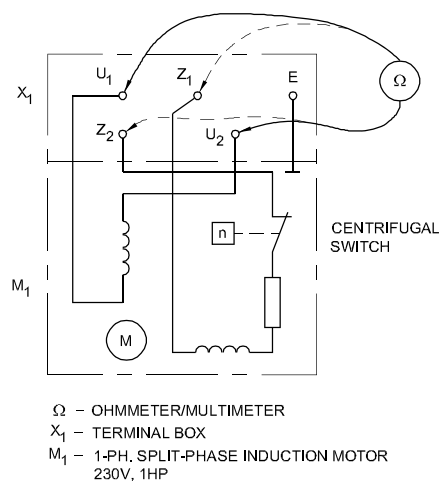 U1
Z1
E
Ω
X1
Z2
U2
n
CENTRIFUGAL
SWITCH
M1
M
Ω – OHMMETER/MULTIMETER
X1 – TERMINAL BOX
M1 – 1-PH. SPLIT-PHASE INDUCTION MOTOR
230V, 1HP